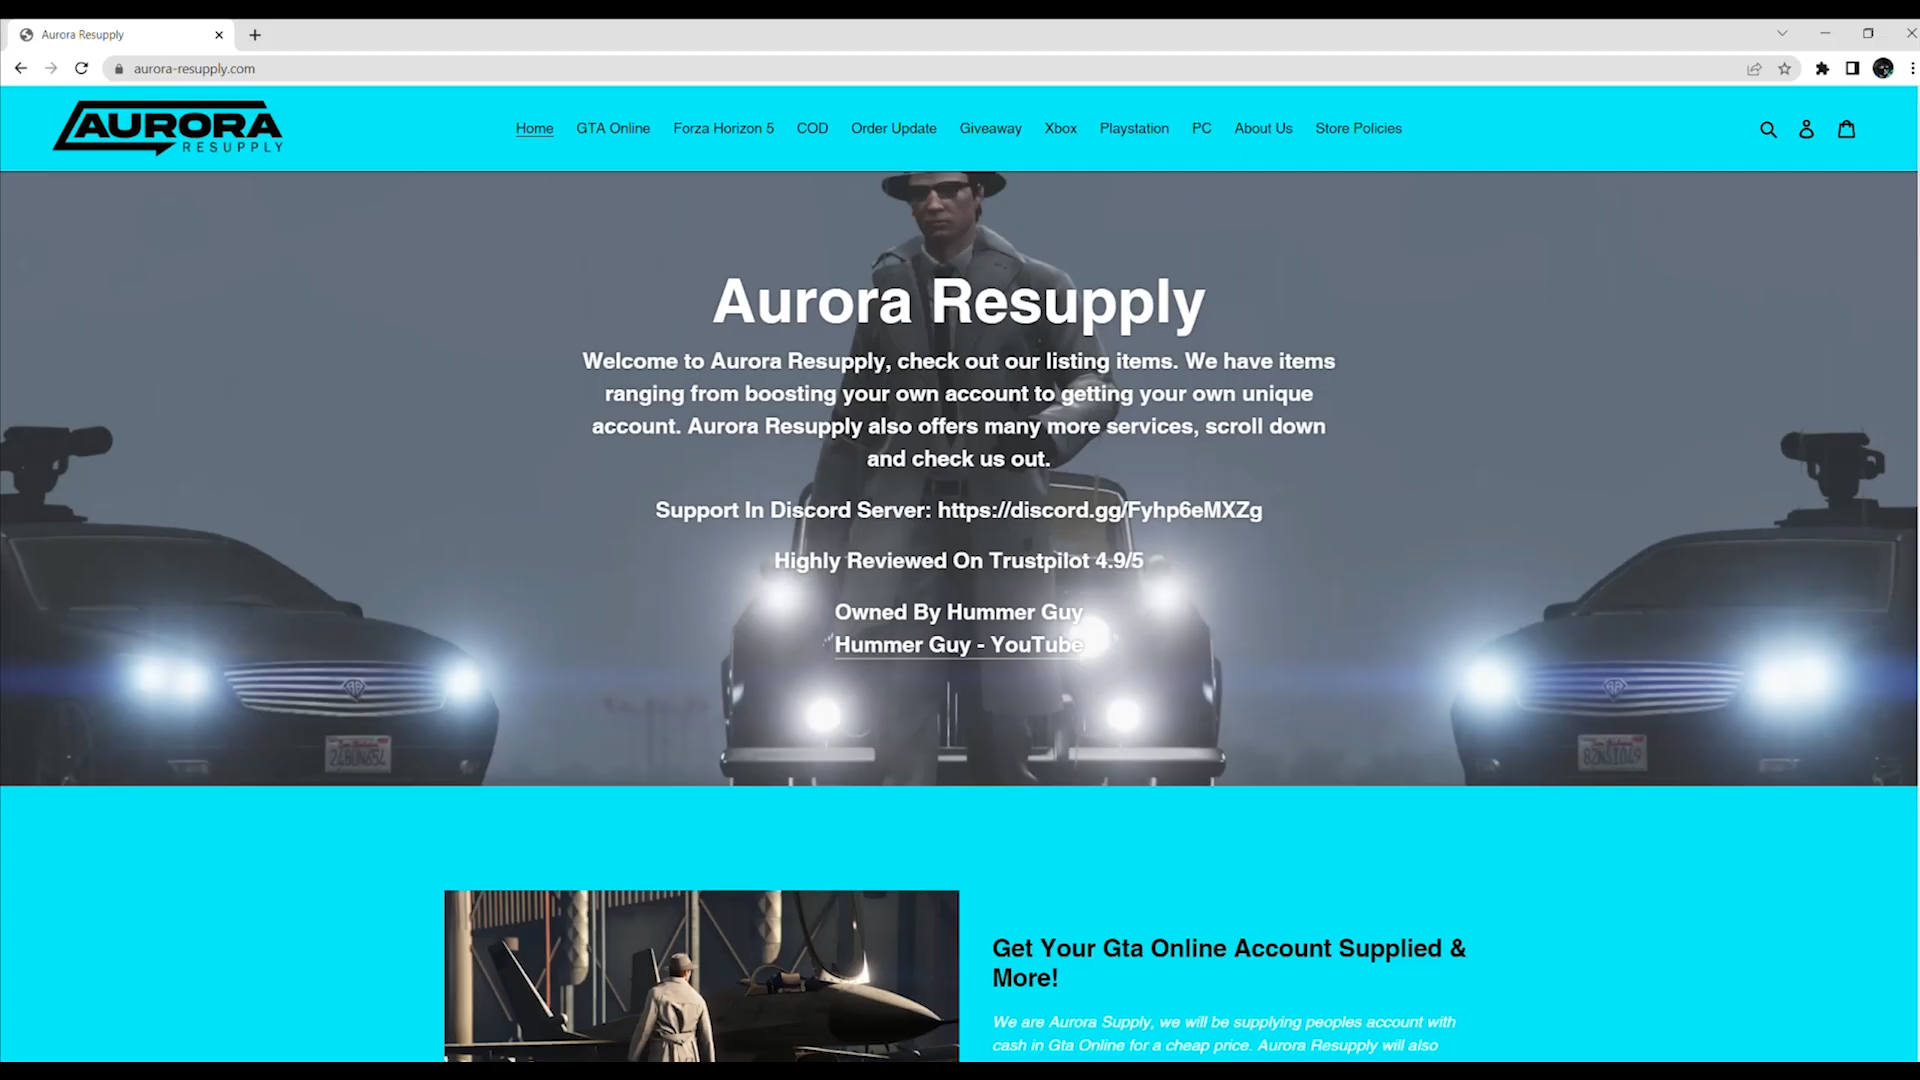 Aurora Resupply
aurora-resupply.com
AURORA
RESUPPLY
Home GTA Online Forza Horizon 5 COD Order Update Giveaway Xbox Playstation PC About Us Store Policies
Aurora Resupply
Welcome to Aurora Resupply, check out our listing items. We have items
ranging from boosting your own account to getting your own unique
account. Aurora Resupply also offers many more services, scroll down
and check us out.
Support In Discord Server: https://discord.gg/Fyhp6eMXZg
Highly Reviewed On Trustpilot 4.9/5
Owned By Hummer Guy
Hummer Guy - YouTube
Get Your Gta Online Account Supplied &
More!
We are Aurora Supply, we will be supplying peoples account with
cash in Gta Online for a cheap price. Aurora Resupply will also